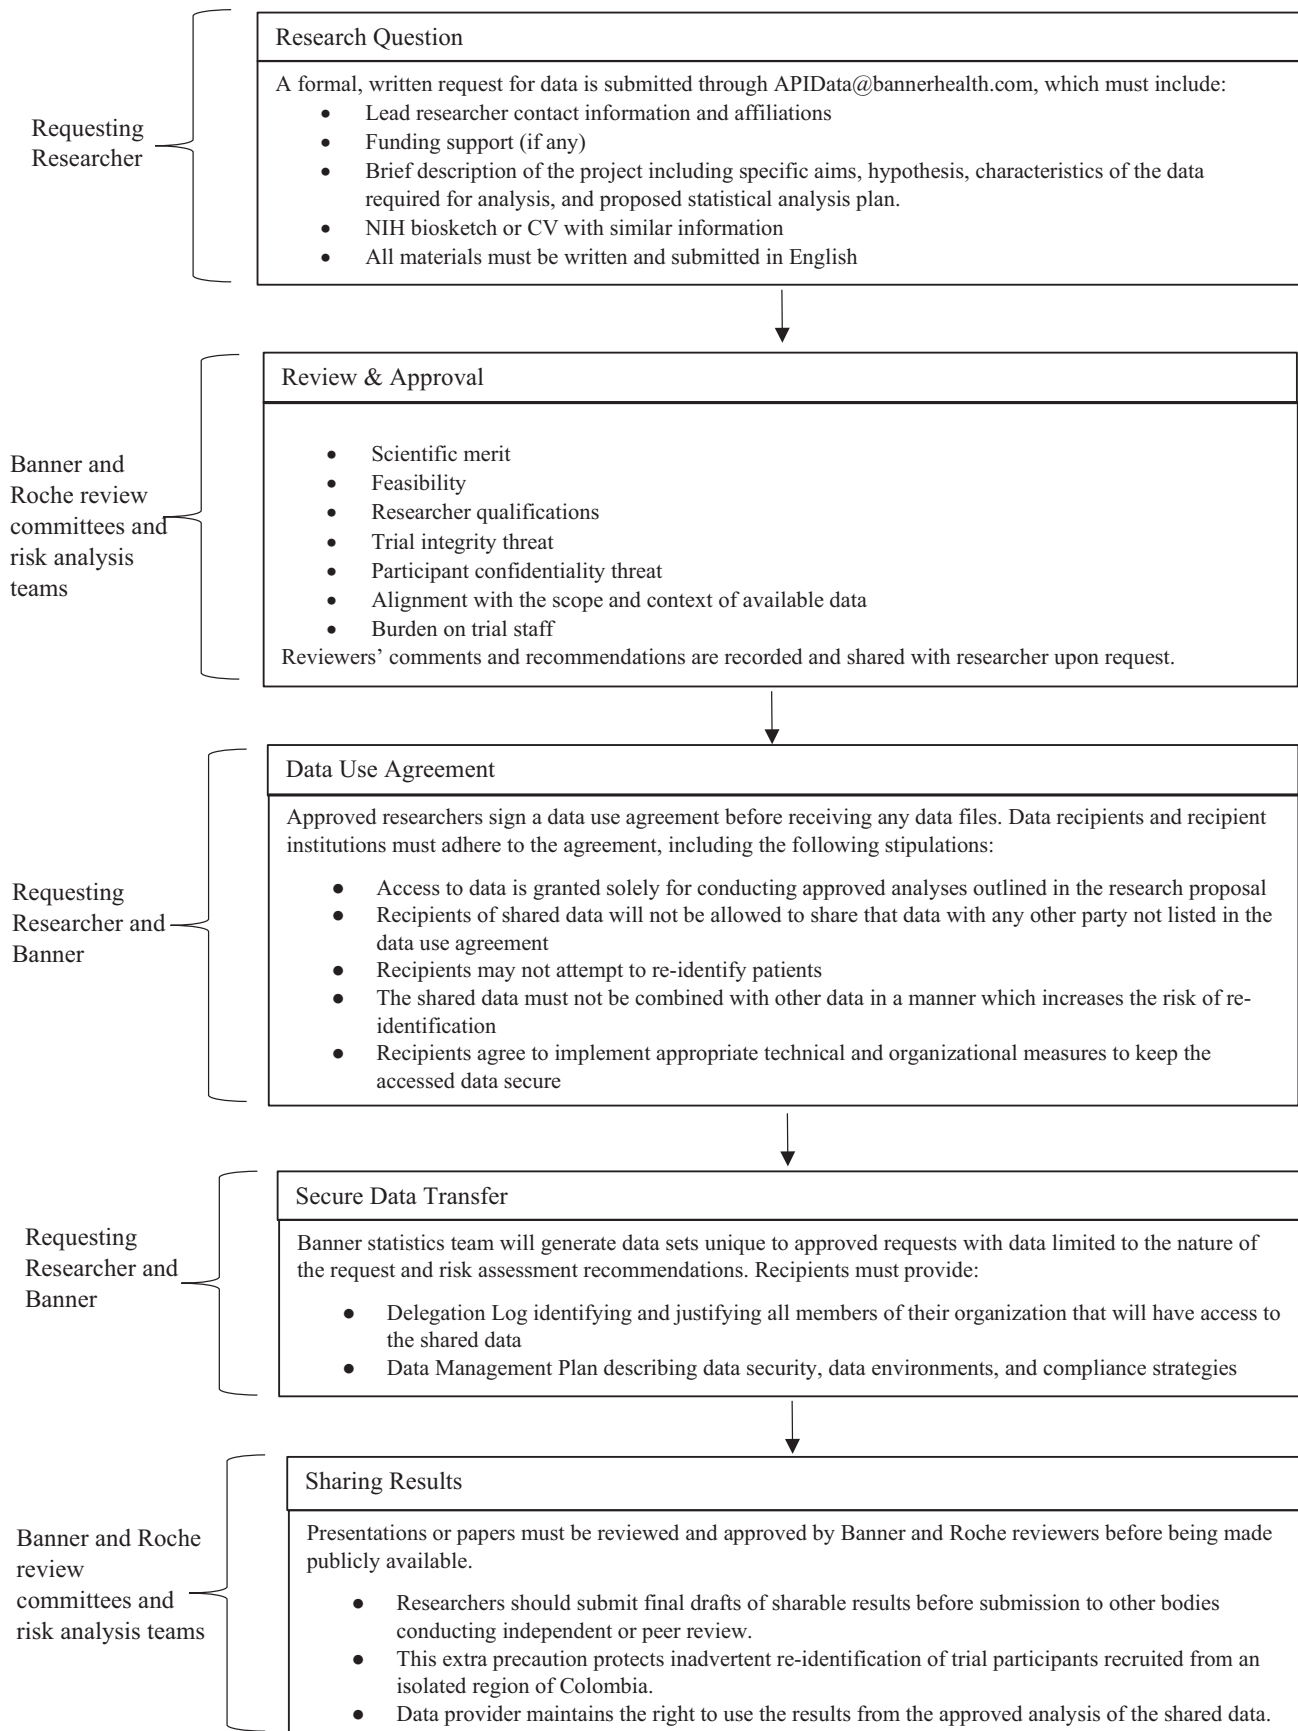 Research Question
A formal, written request for data is submitted through APIData@bannerhealth.com, which must include:
• Lead researcher contact information and affiliations
• Funding support (if any)
• Brief description of the project including specific aims, hypothesis, characteristics of the data
required for analysis, and proposed statistical analysis plan.
• NIH biosketch or CV with similar information
• All materials must be written and submitted in English
Requesting
Researcher
Review & Approval
• Scientific merit
• Feasibility
• Researcher qualifications
• Trial integrity threat
• Participant confidentiality threat
• Alignment with the scope and context of available data
• Burden on trial staff
Reviewers’ comments and recommendations are recorded and shared with researcher upon request.
Banner and
Roche review
committees and
risk analysis
teams
Data Use Agreement
Approved researchers sign a data use agreement before receiving any data files. Data recipients and recipient
institutions must adhere to the agreement, including the following stipulations:
● Access to data is granted solely for conducting approved analyses outlined in the research proposal
● Recipients of shared data will not be allowed to share that data with any other party not listed in the
data use agreement
● Recipients may not attempt to re-identify patients
● The shared data must not be combined with other data in a manner which increases the risk of re-
identification
● Recipients agree to implement appropriate technical and organizational measures to keep the
accessed data secure
Requesting
Researcher and
Banner
Secure Data Transfer
Banner statistics team will generate data sets unique to approved requests with data limited to the nature of
the request and risk assessment recommendations. Recipients must provide:
● Delegation Log identifying and justifying all members of their organization that will have access to
the shared data
● Data Management Plan describing data security, data environments, and compliance strategies
Requesting
Researcher and
Banner
Sharing Results
Presentations or papers must be reviewed and approved by Banner and Roche reviewers before being made
publicly available.
● Researchers should submit final drafts of sharable results before submission to other bodies
conducting independent or peer review.
● This extra precaution protects inadvertent re-identification of trial participants recruited from an
isolated region of Colombia.
● Data provider maintains the right to use the results from the approved analysis of the shared data.
Banner and Roche
review
committees and
risk analysis teams